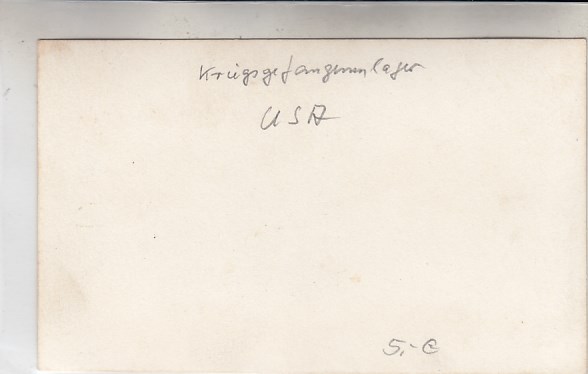 Kriegsgefangenenlager
USA
5,- €